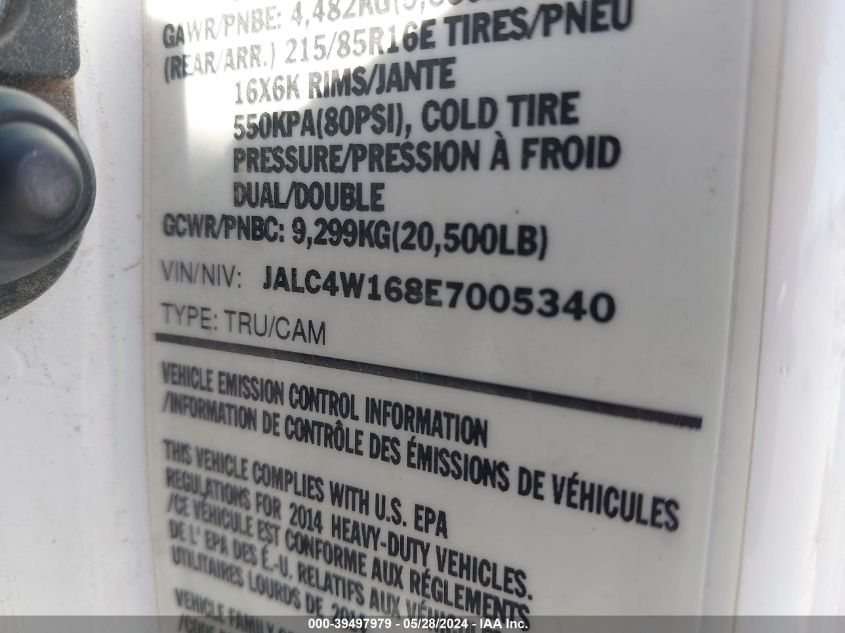 GAWR/PNBE: 4,482KG(9,
(REAR/ARR.) 215/85R16E TIRES/PNEU
16X6K RIMS/JANTE
550KPA(80PSI), COLD TIRE
PRESSURE/PRESSION À FROID
DUAL/DOUBLE
GCWR/PNBC: 9,299KG(20,500LB)
VIN/NIV: JALC4W168E7005340
TYPE: TRU/CAM
VEHICLE EMISSION CONTROL INFORMATION
/INFORMATION DE CONTRÔLE DES ÉMISSIONS DE VÉHICULES
THIS VEHICLE COMPLIES WITH U.S. EPA
REGULATIONS FOR 2014 HEAVY-DUTY VEHICLES.
/CE VÉHICULE EST CONFORME AUX RÉGLEMENTS
DE L' EPA DES É.-U. RELATIFS AUX VÉHICULES
UTILITAIRES LOURDS DE
VEHICLE FAMILY
000-39497979 - 05/28/2024 - IAA Inc.